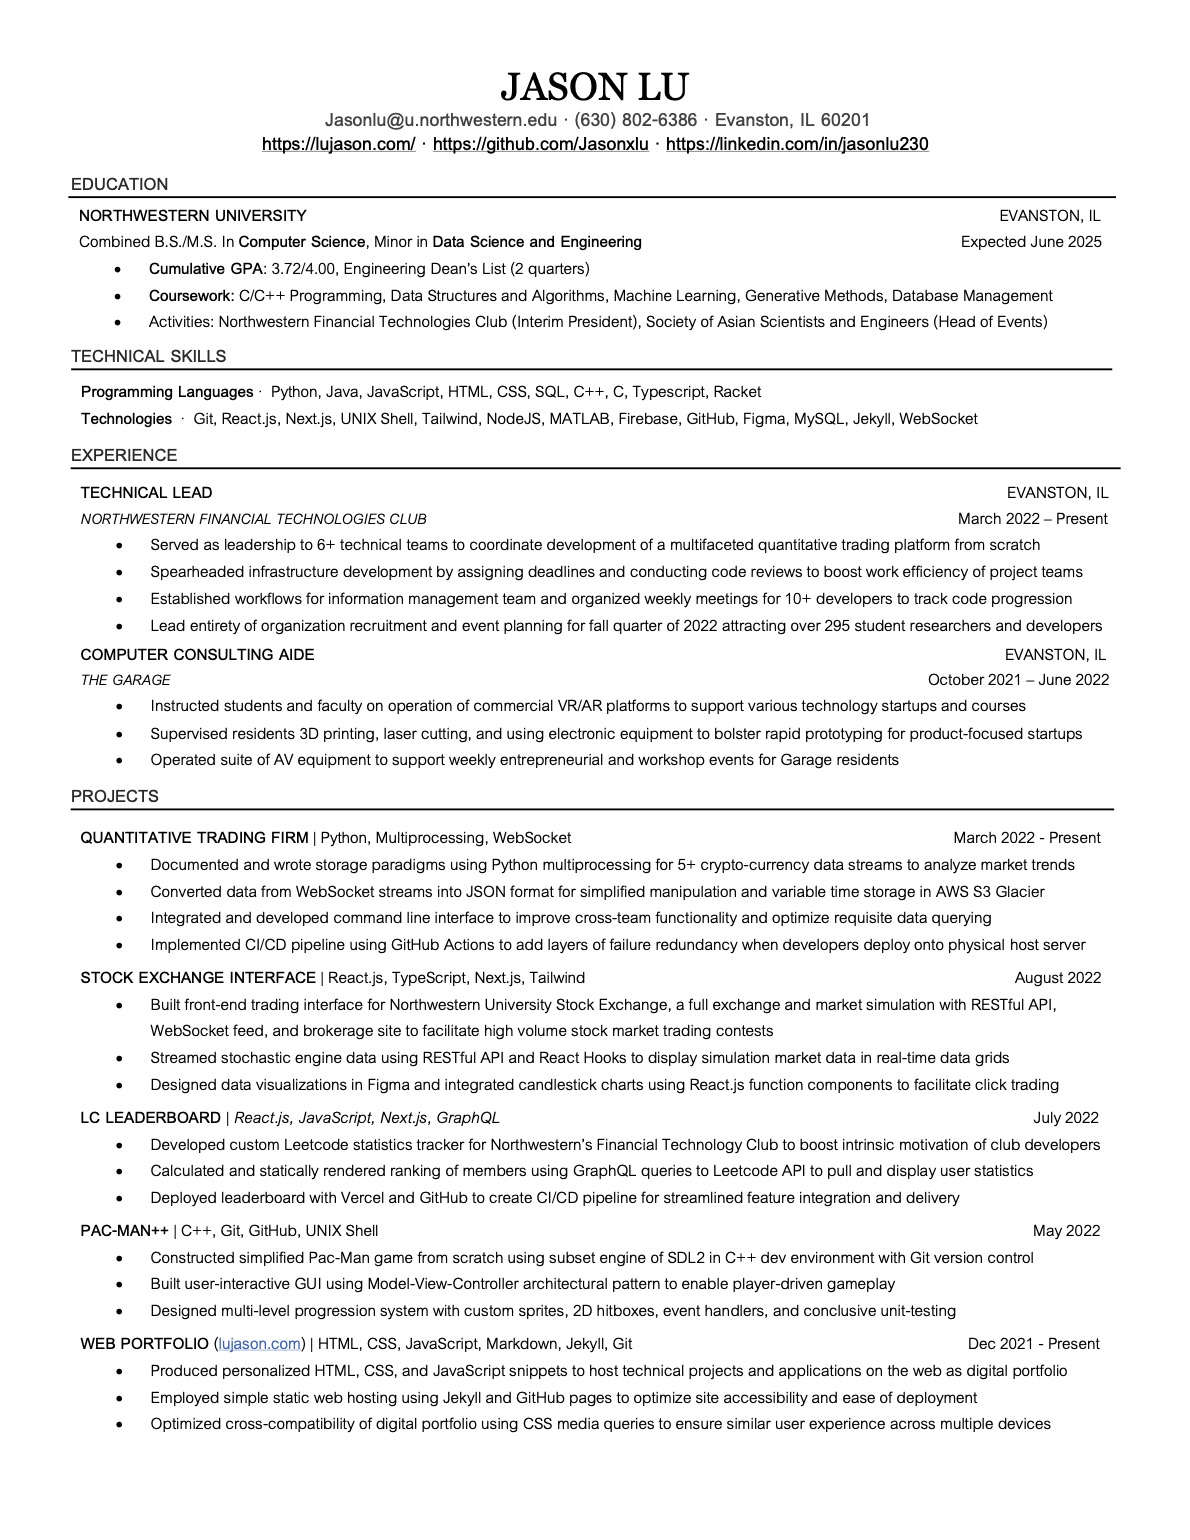 JASON LU
Jasonlu@u.northwestern.edu · (630) 802-6386 · Evanston, IL 60201
https://lujason.com/ · https://github.com/Jasonxlu · https://linkedin.com/in/jasonlu230
EDUCATION
NORTHWESTERN UNIVERSITY EVANSTON, IL
Combined B.S./M.S. In Computer Science, Minor in Data Science and Engineering Expected June 2025
• Cumulative GPA: 3.72/4.00, Engineering Dean's List (2 quarters)
• Coursework: C/C++ Programming, Data Structures and Algorithms, Machine Learning, Generative Methods, Database Management
• Activities: Northwestern Financial Technologies Club (Interim President), Society of Asian Scientists and Engineers (Head of Events)
TECHNICAL SKILLS
Programming Languages · Python, Java, JavaScript, HTML, CSS, SQL, C++, C, Typescript, Racket
Technologies · Git, React.js, Next.js, UNIX Shell, Tailwind, NodeJS, MATLAB, Firebase, GitHub, Figma, MySQL, Jekyll, WebSocket
EXPERIENCE
TECHNICAL LEAD EVANSTON, IL
NORTHWESTERN FINANCIAL TECHNOLOGIES CLUB March 2022 – Present
• Served as leadership to 6+ technical teams to coordinate development of a multifaceted quantitative trading platform from scratch
• Spearheaded infrastructure development by assigning deadlines and conducting code reviews to boost work efficiency of project teams
• Established workflows for information management team and organized weekly meetings for 10+ developers to track code progression
• Lead entirety of organization recruitment and event planning for fall quarter of 2022 attracting over 295 student researchers and developers
COMPUTER CONSULTING AIDE EVANSTON, IL
THE GARAGE October 2021 – June 2022
• Instructed students and faculty on operation of commercial VR/AR platforms to support various technology startups and courses
• Supervised residents 3D printing, laser cutting, and using electronic equipment to bolster rapid prototyping for product-focused startups
• Operated suite of AV equipment to support weekly entrepreneurial and workshop events for Garage residents
PROJECTS
QUANTITATIVE TRADING FIRM | Python, Multiprocessing, WebSocket March 2022 - Present
• Documented and wrote storage paradigms using Python multiprocessing for 5+ crypto-currency data streams to analyze market trends
• Converted data from WebSocket streams into JSON format for simplified manipulation and variable time storage in AWS S3 Glacier
• Integrated and developed command line interface to improve cross-team functionality and optimize requisite data querying
• Implemented CI/CD pipeline using GitHub Actions to add layers of failure redundancy when developers deploy onto physical host server
STOCK EXCHANGE INTERFACE | React.js, TypeScript, Next.js, Tailwind August 2022
• Built front-end trading interface for Northwestern University Stock Exchange, a full exchange and market simulation with RESTful API,
WebSocket feed, and brokerage site to facilitate high volume stock market trading contests
• Streamed stochastic engine data using RESTful API and React Hooks to display simulation market data in real-time data grids
• Designed data visualizations in Figma and integrated candlestick charts using React.js function components to facilitate click trading
LC LEADERBOARD | React.js, JavaScript, Next.js, GraphQL July 2022
• Developed custom Leetcode statistics tracker for Northwestern's Financial Technology Club to boost intrinsic motivation of club developers
• Calculated and statically rendered ranking of members using GraphQL queries to Leetcode API to pull and display user statistics
• Deployed leaderboard with Vercel and GitHub to create CI/CD pipeline for streamlined feature integration and delivery
PAC-MAN++ | C++, Git, GitHub, UNIX Shell May 2022
• Constructed simplified Pac-Man game from scratch using subset engine of SDL2 in C++ dev environment with Git version control
• Built user-interactive GUI using Model-View-Controller architectural pattern to enable player-driven gameplay
• Designed multi-level progression system with custom sprites, 2D hitboxes, event handlers, and conclusive unit-testing
WEB PORTFOLIO (lujason.com) | HTML, CSS, JavaScript, Markdown, Jekyll, Git Dec 2021 - Present
• Produced personalized HTML, CSS, and JavaScript snippets to host technical projects and applications on the web as digital portfolio
• Employed simple static web hosting using Jekyll and GitHub pages to optimize site accessibility and ease of deployment
• Optimized cross-compatibility of digital portfolio using CSS media queries to ensure similar user experience across multiple devices